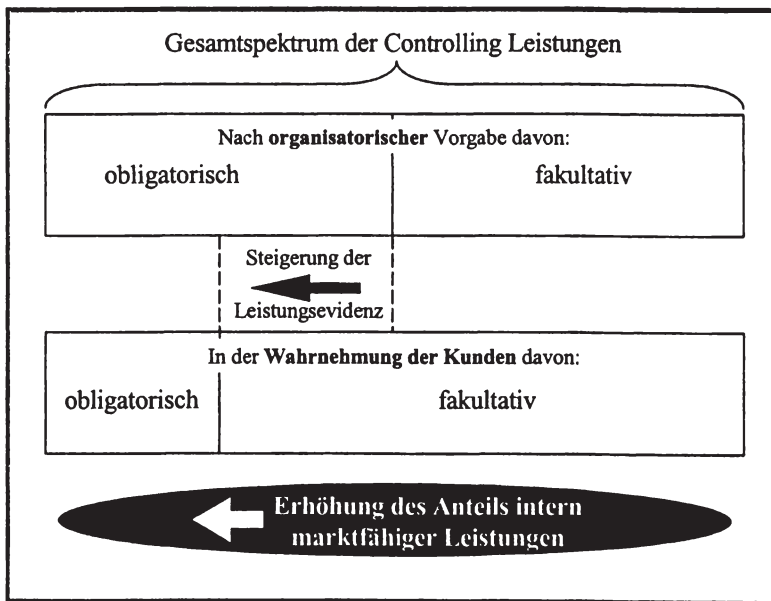 Gesamtspektrum der Controlling Leistungen
Nach organisatorischer Vorgabe davon:
obligatorisch fakultativ
Steigerung der
Leistungsevidenz
In der Wahrnehmung der Kunden davon:
obligatorisch fakultativ
Erhöhung des Anteils intern
marktfähiger Leistungen